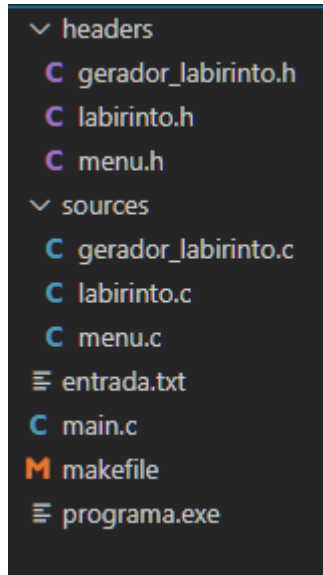 headers
C gerador_labirinto.h
C labirinto.h
C menu.h
sources
C gerador_labirinto.c
C labirinto.c
C menu.c
entrada.txt
C main.c
M makefile
programa.exe